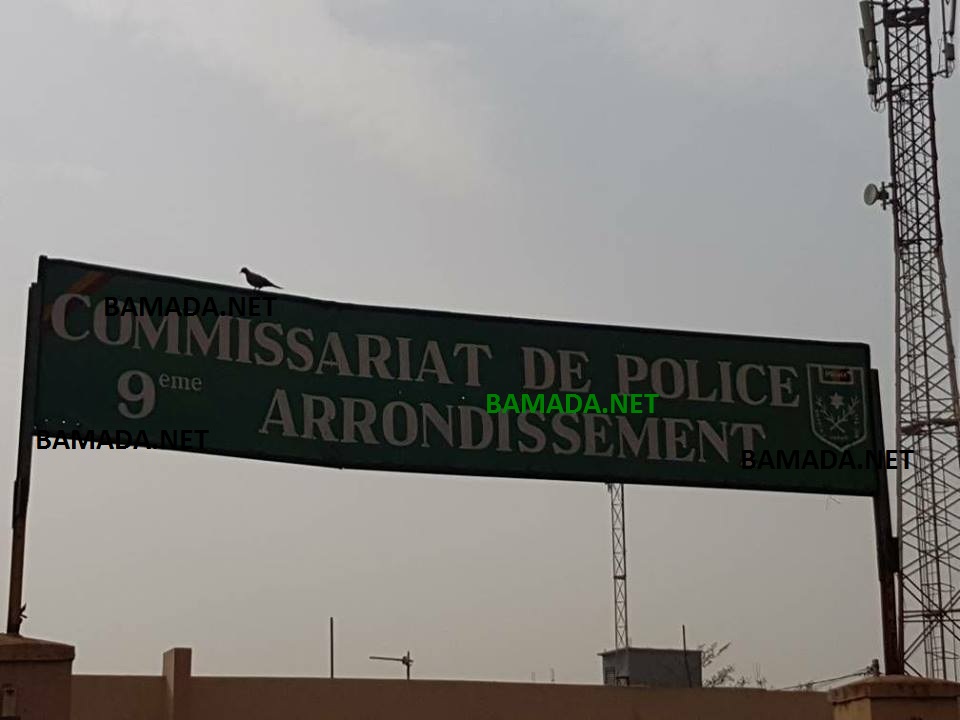 BAMADA.NET
COMMISSARIAT DE POLICE
9eme ARRONDISSEMENT
BAMADA.NET
BAMADA.NET
BAMADA.NET